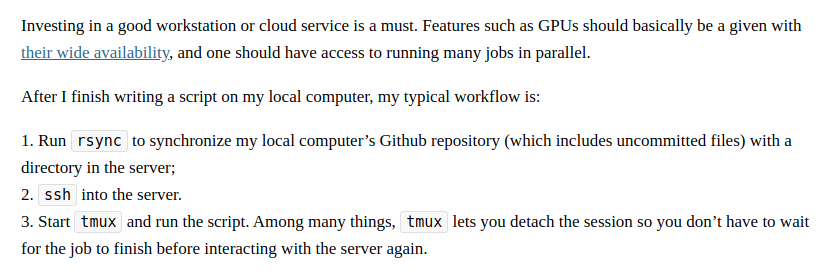 Investing in a good workstation or cloud service is a must. Features such as GPUs should basically be a given with
their wide availability, and one should have access to running many jobs in parallel.
After I finish writing a script on my local computer, my typical workflow is:
1. Run rsync to synchronize my local computer’s Github repository (which includes uncommitted files) with a
directory in the server;
2. ssh into the server.
3. Start tmux and run the script. Among many things, tmux lets you detach the session so you don’t have to wait
for the job to finish before interacting with the server again.